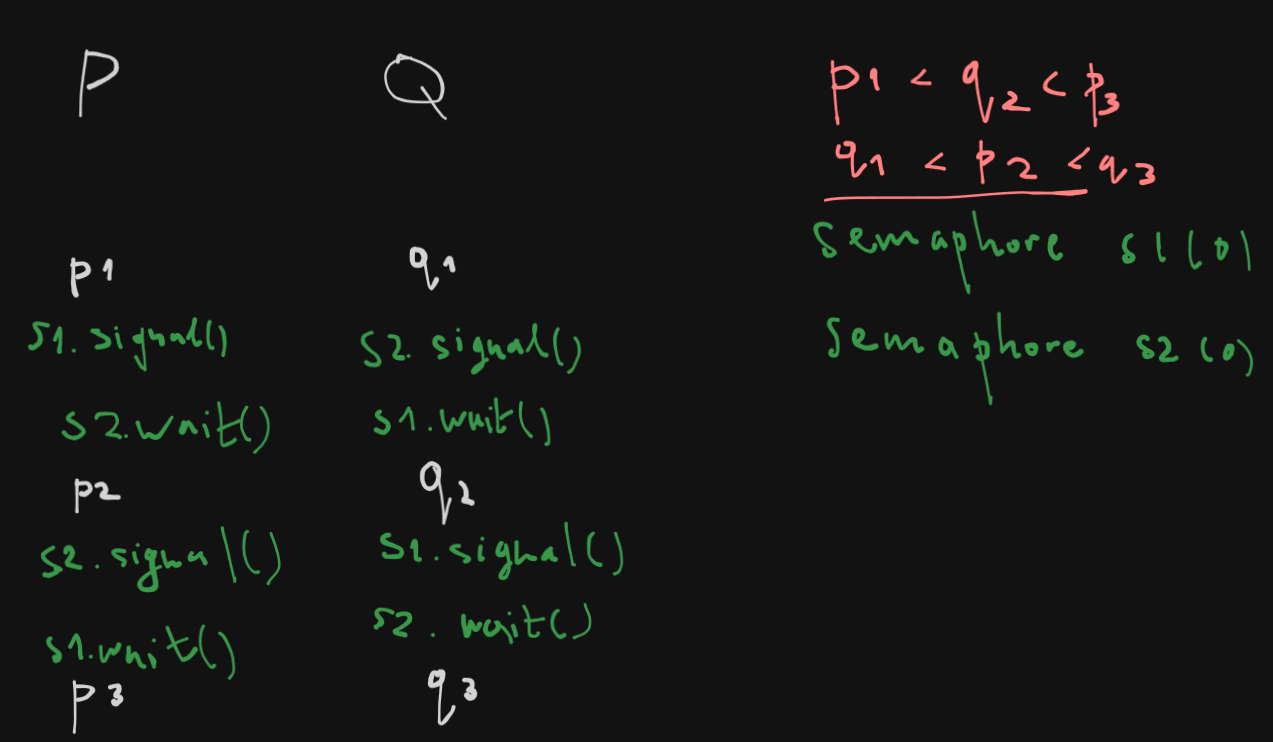 P Q
p1 < q2 < p3
q1 < p2 < q3
semaphore s1(0)
semaphore s2(0)
p1 q1
s1.signal() s2.signal()
s2.wait() s1.wait()
p2 q2
s2.signal() s1.signal()
s1.wait() s2.wait()
p3 q3